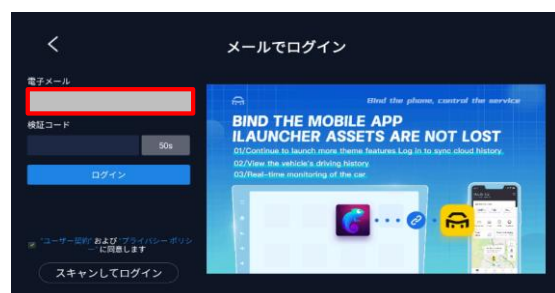 メールでログイン
電子メール
検証コード
50s
ログイン
"ユーザー契約"および"プライバシー ポリシ
ー"に同意します
スキャンしてログイン
Bind the phone, control the service
BIND THE MOBILE APP
ILAUNCHER ASSETS ARE NOT LOST
01/Continue to launch more theme features Log in to sync cloud history.
02/View the vehicle's driving history
03/Real-time monitoring of the car